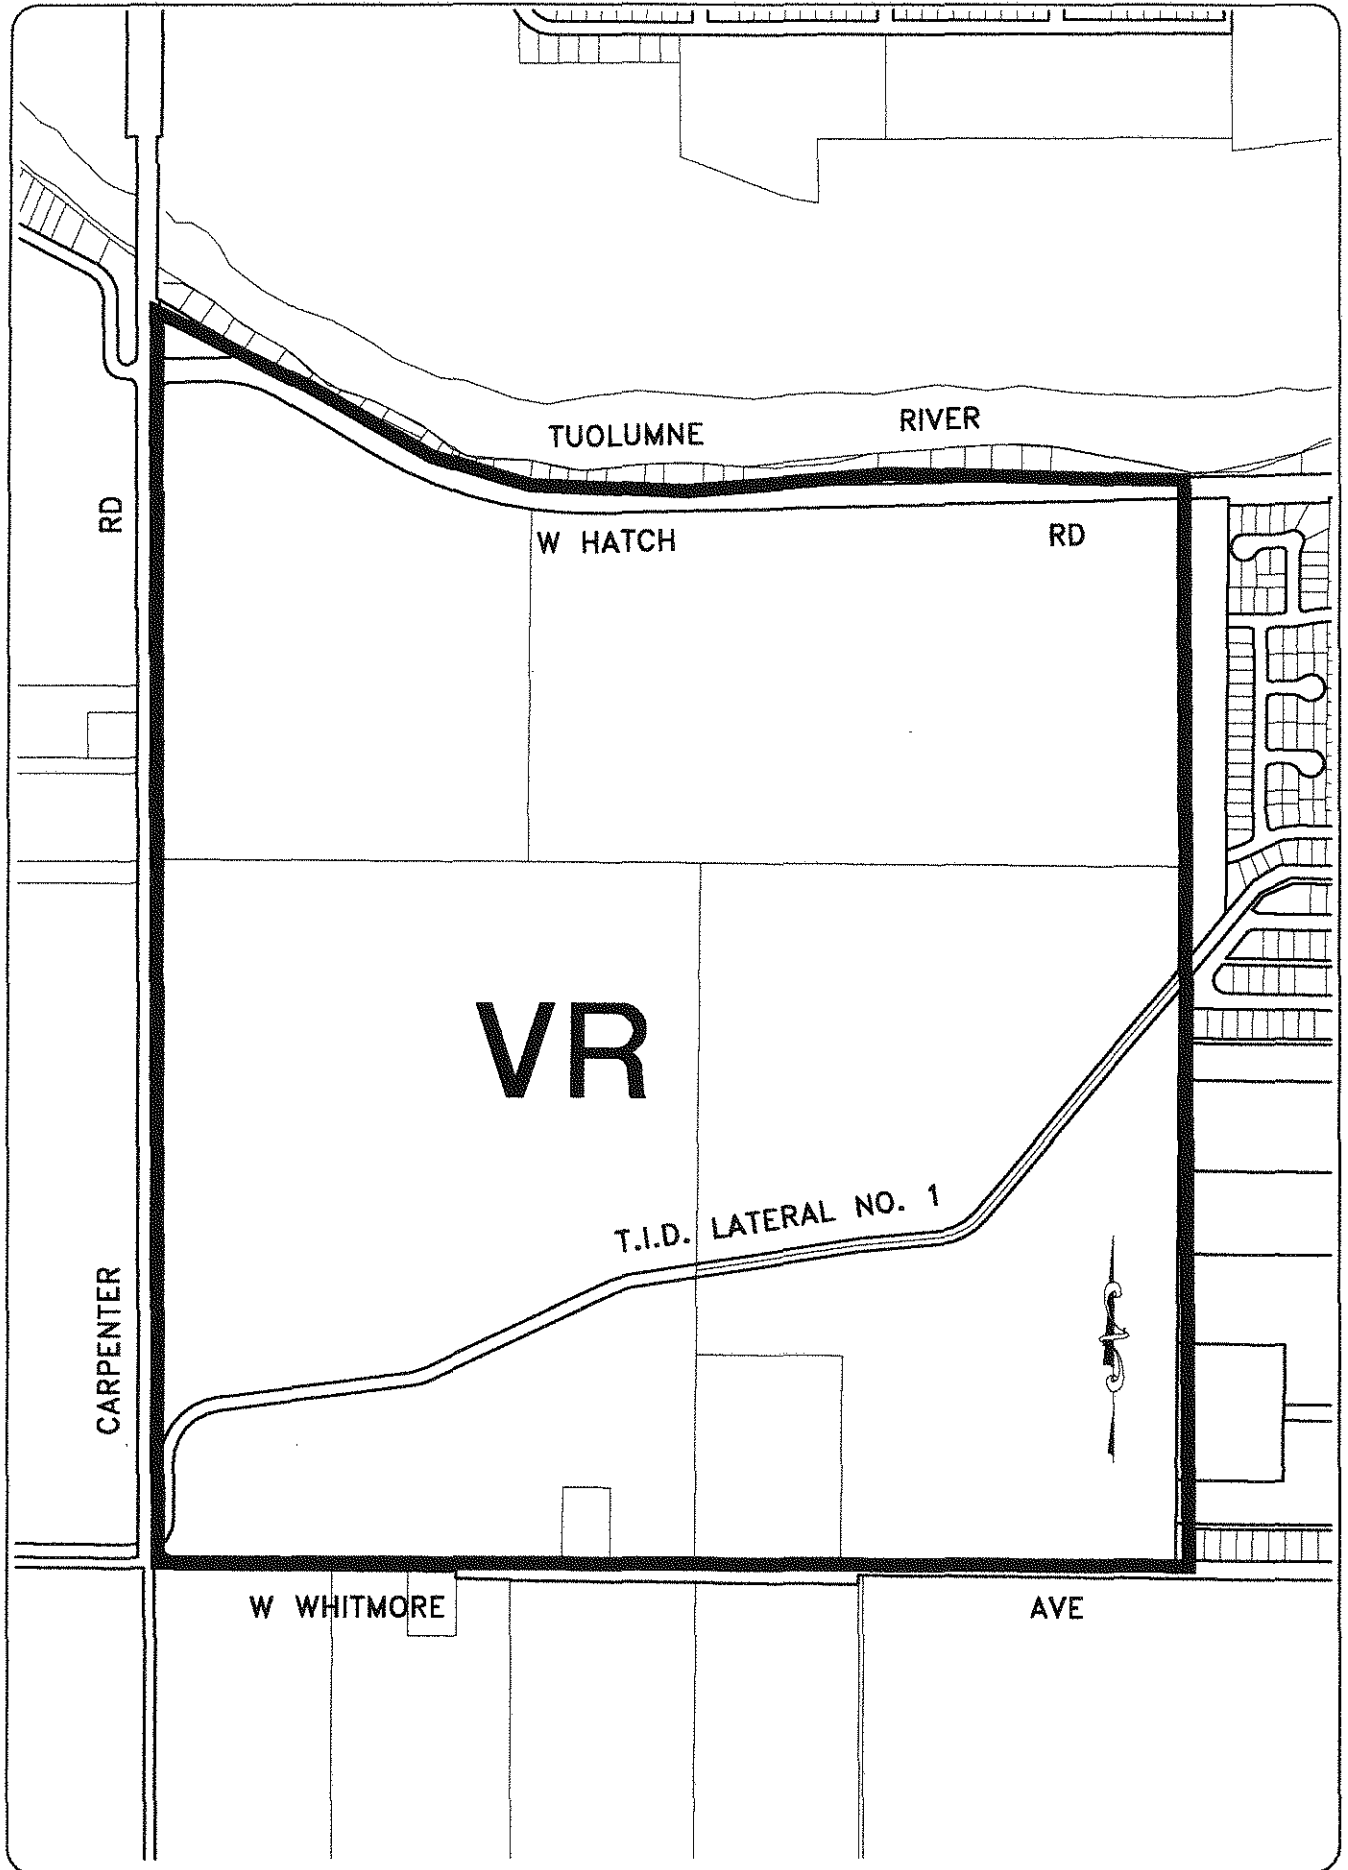 TUOLUMNE RIVER
RD
W HATCH RD
VR
T.I.D. LATERAL NO. 1
CARPENTER
W WHITMORE AVE